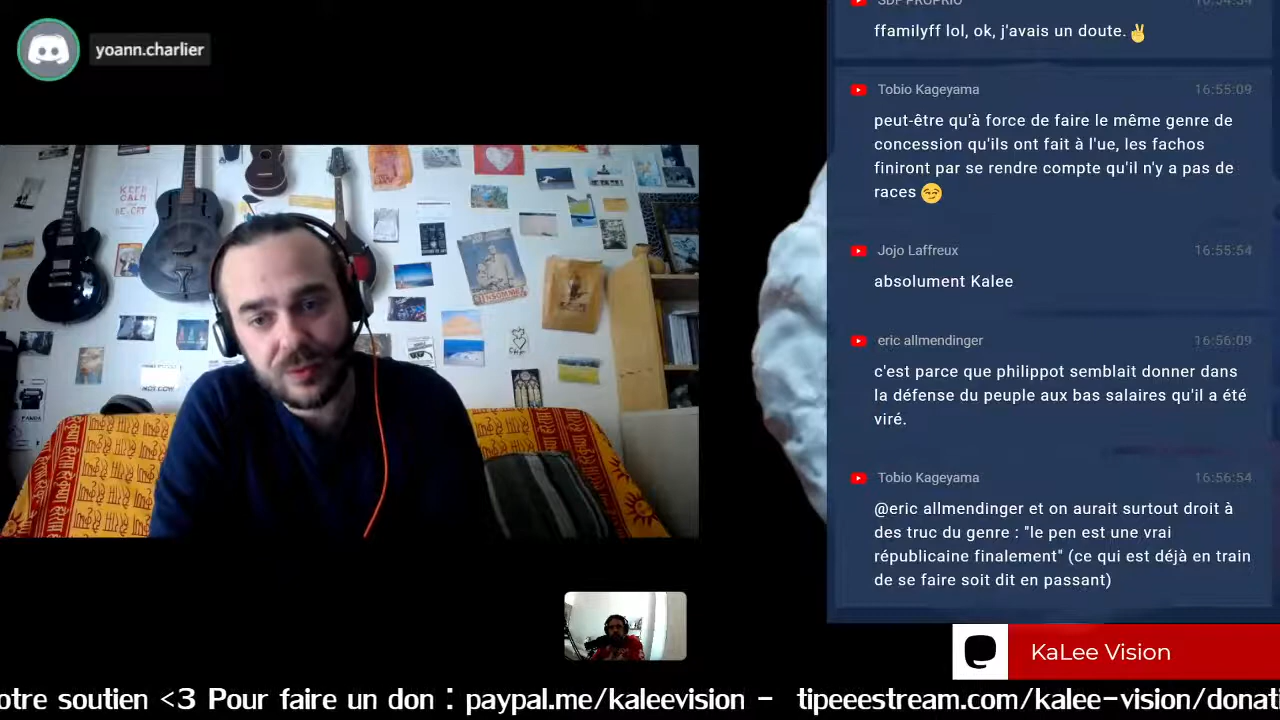 yoann.charlier
SDP PROPRIO
ffamilyff lol, ok, j'avais un doute.✌️
Tobio Kageyama 16:55:09
peut-être qu'à force de faire le même genre de
concession qu'ils ont fait à l'ue, les fachos
finiront par se rendre compte qu'il n'y a pas de
races 😏
Jojo Laffreux 16:55:54
absolument Kalee
eric allmendinger 16:56:09
c'est parce que philippot semblait donner dans
la défense du peuple aux bas salaires qu'il a été
viré.
Tobio Kageyama 16:56:54
@eric allmendinger et on aurait surtout droit à
des truc du genre : "le pen est une vrai
républicaine finalement" (ce qui est déjà en train
de se faire soit dit en passant)
KEEP
CALM
KaLee Vision
otre soutien <3 Pour faire un don : paypal.me/kaleevision - tipeeestream.com/kalee-vision/donati